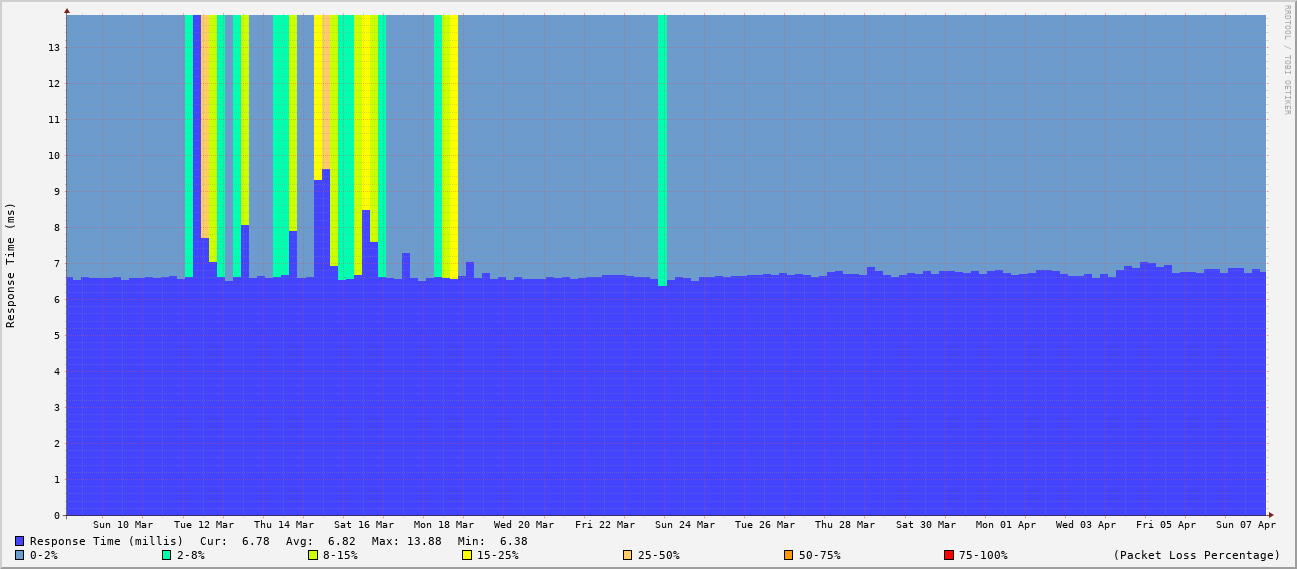 RRDTOOL / TOBI OETIKER
Response Time (ms)
13
12
11
10
9
8
7
6
5
4
3
2
1
0
Sun 10 Mar Tue 12 Mar Thu 14 Mar Sat 16 Mar Mon 18 Mar Wed 20 Mar Fri 22 Mar Sun 24 Mar Tue 26 Mar Thu 28 Mar Sat 30 Mar Mon 01 Apr Wed 03 Apr Fri 05 Apr Sun 07 Apr
Response Time (millis) Cur: 6.78 Avg: 6.82 Max: 13.88 Min: 6.38
0-2% 2-8% 8-15% 15-25% 25-50% 50-75% 75-100% (Packet Loss Percentage)